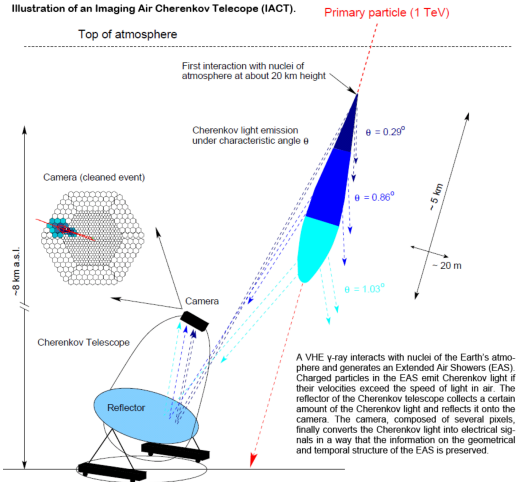 Illustration of an Imaging Air Cherenkov Telecope (IACT).
Primary particle (1 TeV)
Top of atmosphere
First interaction with nuclei of
atmosphere at about 20 km height
Cherenkov light emission
under characteristic angle θ
θ = 0.29°
θ = 0.86°
θ = 1.03°
~ 5 km
~ 20 m
Camera (cleaned event)
~8 km a.s.l.
Camera
Cherenkov Telescope
Reflector
A VHE γ-ray interacts with nuclei of the Earth's atmo-
phere and generates an Extended Air Showers (EAS).
Charged particles in the EAS emit Cherenkov light if
their velocities exceed the speed of light in air. The
reflector of the Cherenkov telescope collects a certain
amount of the Cherenkov light and reflects it onto the
camera. The camera, composed of several pixels,
finally converts the Cherenkov light into electrical sig-
nals in a way that the information on the geometrical
and temporal structure of the EAS is preserved.